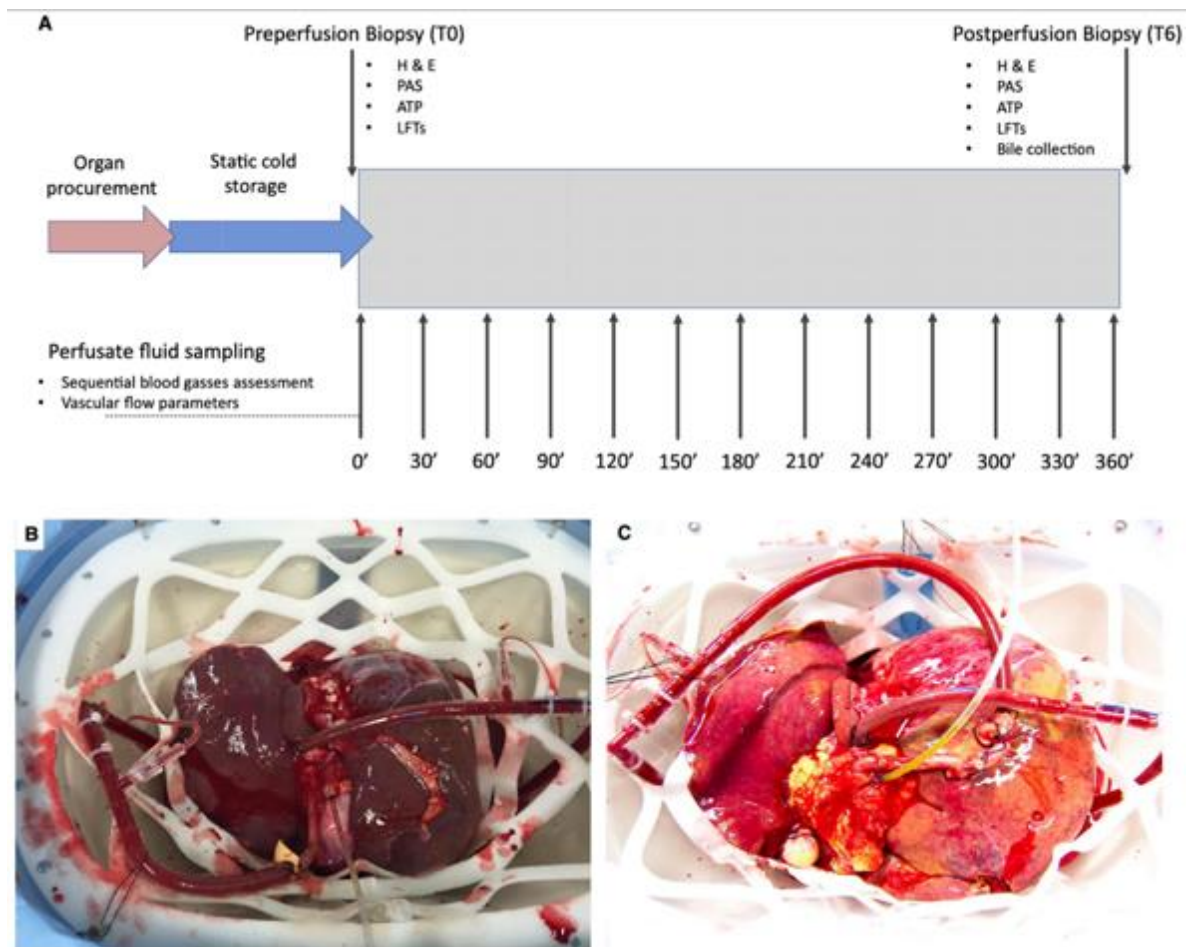 A
Preperfusion Biopsy (T0)
• H & E
• PAS
• ATP
• LFTs
Postperfusion Biopsy (T6)
• H & E
• PAS
• ATP
• LFTs
• Bile collection
Organ
procurement
Static cold
storage
Perfusate fluid sampling
• Sequential blood gasses assessment
• Vascular flow parameters
0' 30' 60' 90' 120' 150' 180' 210' 240' 270' 300' 330' 360'
B
C